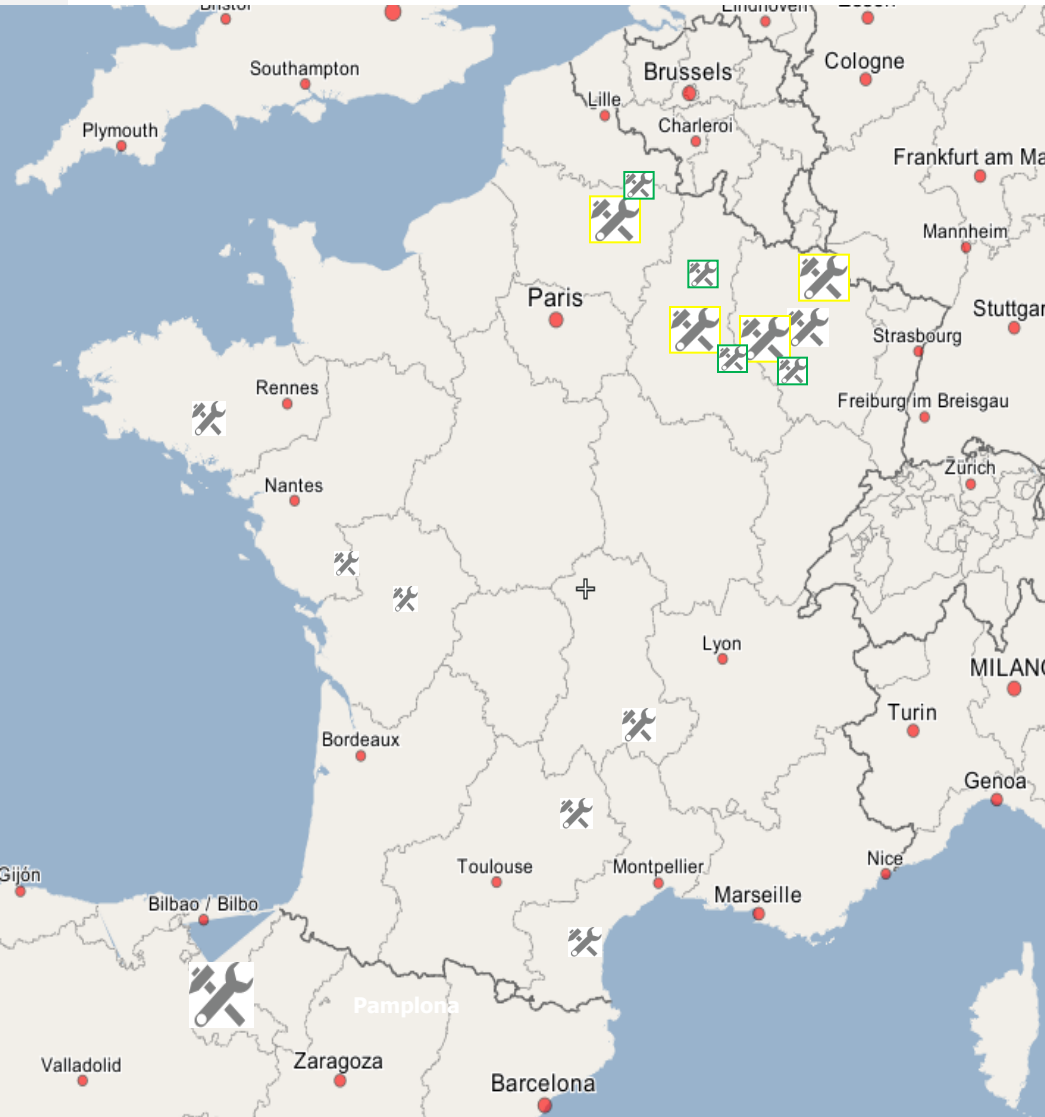 Bristol
Eindhoven
Essen
Southampton
Brussels
Cologne
Lille
Plymouth
Charleroi
Frankfurt am Ma
Mannheim
Paris
Stuttgar
Strasbourg
Rennes
Freiburg im Breisgau
Zürich
Nantes
Lyon
MILANO
Turin
Bordeaux
Genoa
Nice
Gijón
Toulouse
Montpellier
Marseille
Bilbao / Bilbo
Pamplona
Valladolid
Zaragoza
Barcelona